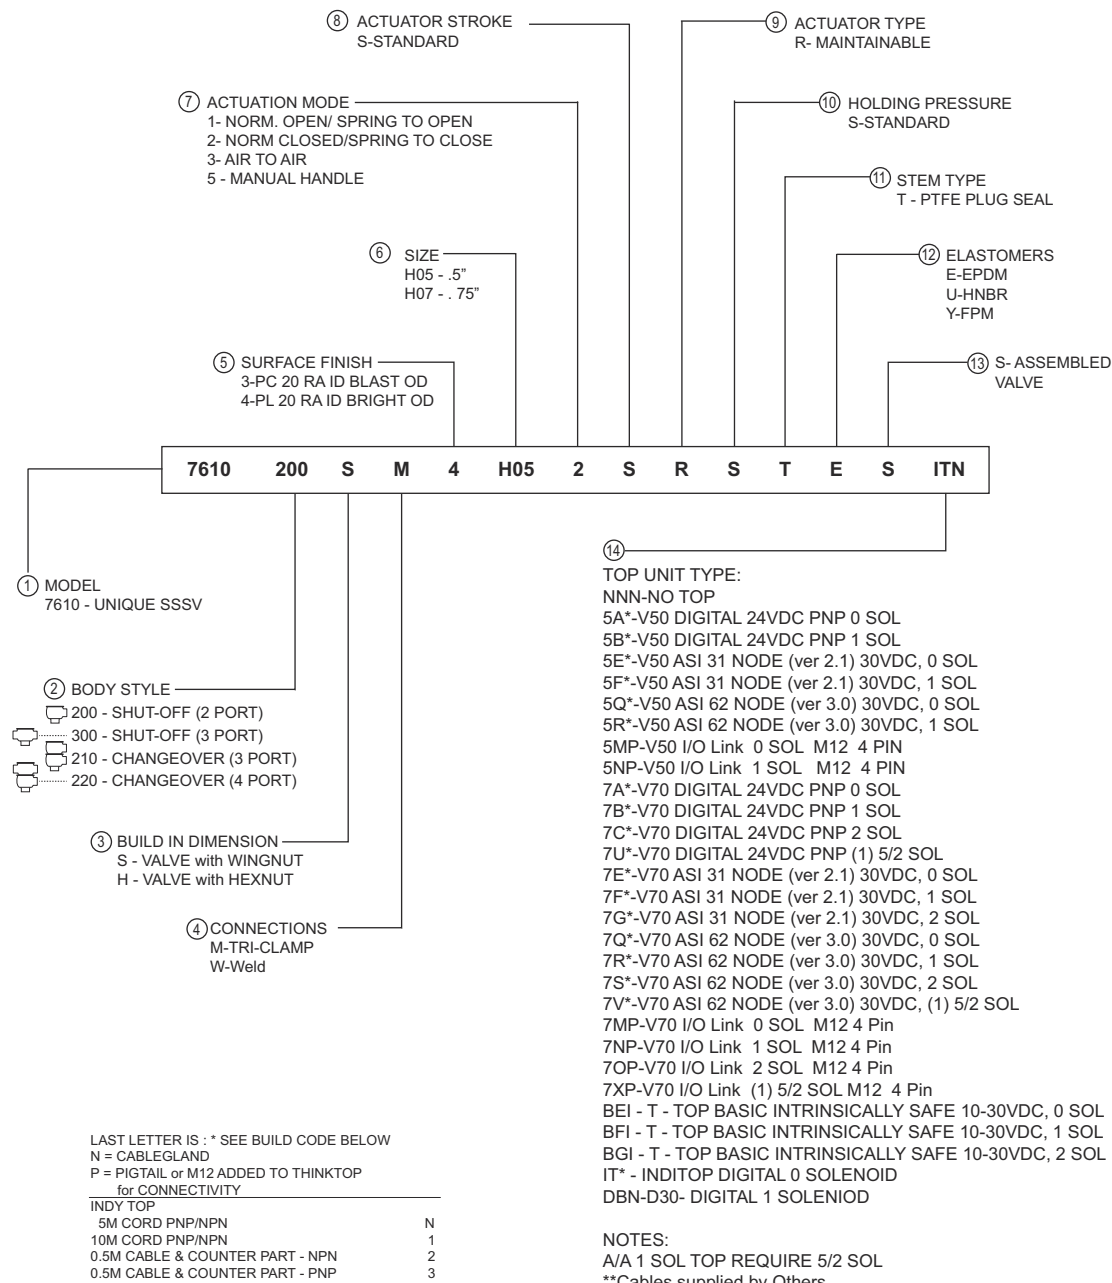 8 ACTUATOR STROKE
S-STANDARD
9 ACTUATOR TYPE
R- MAINTAINABLE
7 ACTUATION MODE
1- NORM. OPEN/ SPRING TO OPEN
2- NORM CLOSED/SPRING TO CLOSE
3- AIR TO AIR
5 - MANUAL HANDLE
10 HOLDING PRESSURE
S-STANDARD
11 STEM TYPE
T - PTFE PLUG SEAL
6 SIZE
H05 - .5”
H07 - . 75”
12 ELASTOMERS
E-EPDM
U-HNBR
Y-FPM
5 SURFACE FINISH
3-PC 20 RA ID BLAST OD
4-PL 20 RA ID BRIGHT OD
13 S- ASSEMBLED
VALVE
7610 200 S M 4 H05 2 S R S T E S ITN
1 MODEL
7610 - UNIQUE SSSV
2 BODY STYLE
200 - SHUT-OFF (2 PORT)
300 - SHUT-OFF (3 PORT)
210 - CHANGEOVER (3 PORT)
220 - CHANGEOVER (4 PORT)
3 BUILD IN DIMENSION
S - VALVE with WINGNUT
H - VALVE with HEXNUT
4 CONNECTIONS
M-TRI-CLAMP
W-Weld
14
TOP UNIT TYPE:
NNN-NO TOP
5A*-V50 DIGITAL 24VDC PNP 0 SOL
5B*-V50 DIGITAL 24VDC PNP 1 SOL
5E*-V50 ASI 31 NODE (ver 2.1) 30VDC, 0 SOL
5F*-V50 ASI 31 NODE (ver 2.1) 30VDC, 1 SOL
5Q*-V50 ASI 62 NODE (ver 3.0) 30VDC, 0 SOL
5R*-V50 ASI 62 NODE (ver 3.0) 30VDC, 1 SOL
5MP-V50 I/O Link 0 SOL M12 4 PIN
5NP-V50 I/O Link 1 SOL M12 4 PIN
7A*-V70 DIGITAL 24VDC PNP 0 SOL
7B*-V70 DIGITAL 24VDC PNP 1 SOL
7C*-V70 DIGITAL 24VDC PNP 2 SOL
7U*-V70 DIGITAL 24VDC PNP (1) 5/2 SOL
7E*-V70 ASI 31 NODE (ver 2.1) 30VDC, 0 SOL
7F*-V70 ASI 31 NODE (ver 2.1) 30VDC, 1 SOL
7G*-V70 ASI 31 NODE (ver 2.1) 30VDC, 2 SOL
7Q*-V70 ASI 62 NODE (ver 3.0) 30VDC, 0 SOL
7R*-V70 ASI 62 NODE (ver 3.0) 30VDC, 1 SOL
7S*-V70 ASI 62 NODE (ver 3.0) 30VDC, 2 SOL
7V*-V70 ASI 62 NODE (ver 3.0) 30VDC, (1) 5/2 SOL
7MP-V70 I/O Link 0 SOL M12 4 Pin
7NP-V70 I/O Link 1 SOL M12 4 Pin
7OP-V70 I/O Link 2 SOL M12 4 Pin
7XP-V70 I/O Link (1) 5/2 SOL M12 4 Pin
BEI - T - TOP BASIC INTRINSICALLY SAFE 10-30VDC, 0 SOL
BFI - T - TOP BASIC INTRINSICALLY SAFE 10-30VDC, 1 SOL
BGI - T - TOP BASIC INTRINSICALLY SAFE 10-30VDC, 2 SOL
IT* - INDITOP DIGITAL 0 SOLENOID
DBN-D30- DIGITAL 1 SOLENIOD
LAST LETTER IS : * SEE BUILD CODE BELOW
N = CABLEGLAND
P = PIGTAIL or M12 ADDED TO THINKTOP
for CONNECTIVITY
INDY TOP
5M CORD PNP/NPN N
10M CORD PNP/NPN 1
0.5M CABLE & COUNTER PART - NPN 2
0.5M CABLE & COUNTER PART - PNP 3
NOTES:
A/A 1 SOL TOP REQUIRE 5/2 SOL
**Cables supplied by Others